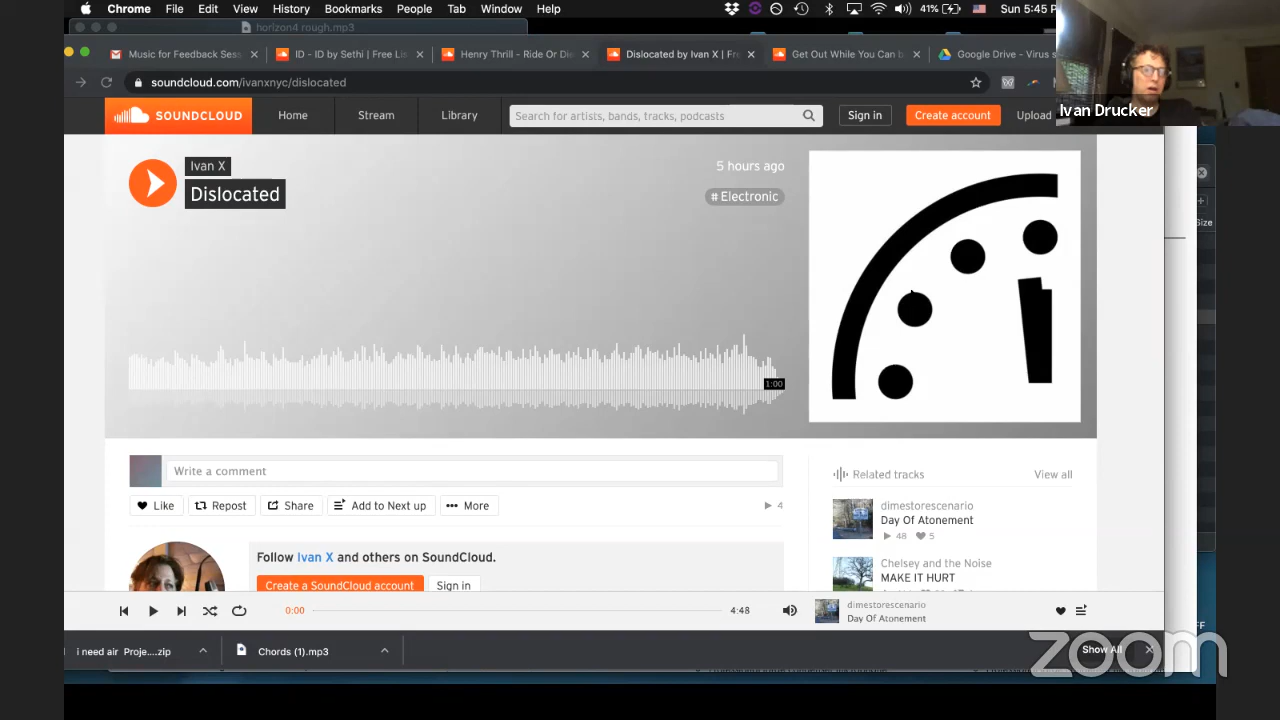 Chrome File Edit View History Bookmarks People Tab Window Help 41% Sun 5:45 P
horizon4 rough.mp3
Music for Feedback Sess ID - ID by Sethi | Free Lis Henry Thrill - Ride Or Die Dislocated by Ivan X | Fr Get Out While You Can b Google Drive - Virus s
soundcloud.com/ivanxnyc/dislocated
Ivan Drucker
SOUNDCLOUD Home Stream Library Search for artists, bands, tracks, podcasts Sign in Create account Upload
Ivan X
Dislocated
5 hours ago
# Electronic
Size
1:00
Write a comment
Like Repost Share Add to Next up More 4
Related tracks View all
dimestorescenario
Day Of Atonement
48 5
Chelsey and the Noise
MAKE IT HURT
Follow Ivan X and others on SoundCloud.
Create a SoundCloud account Sign in
0:00 4:48
dimestorescenario
Day Of Atonement
i need air Proje....zip Chords (1).mp3 Show All
zoom